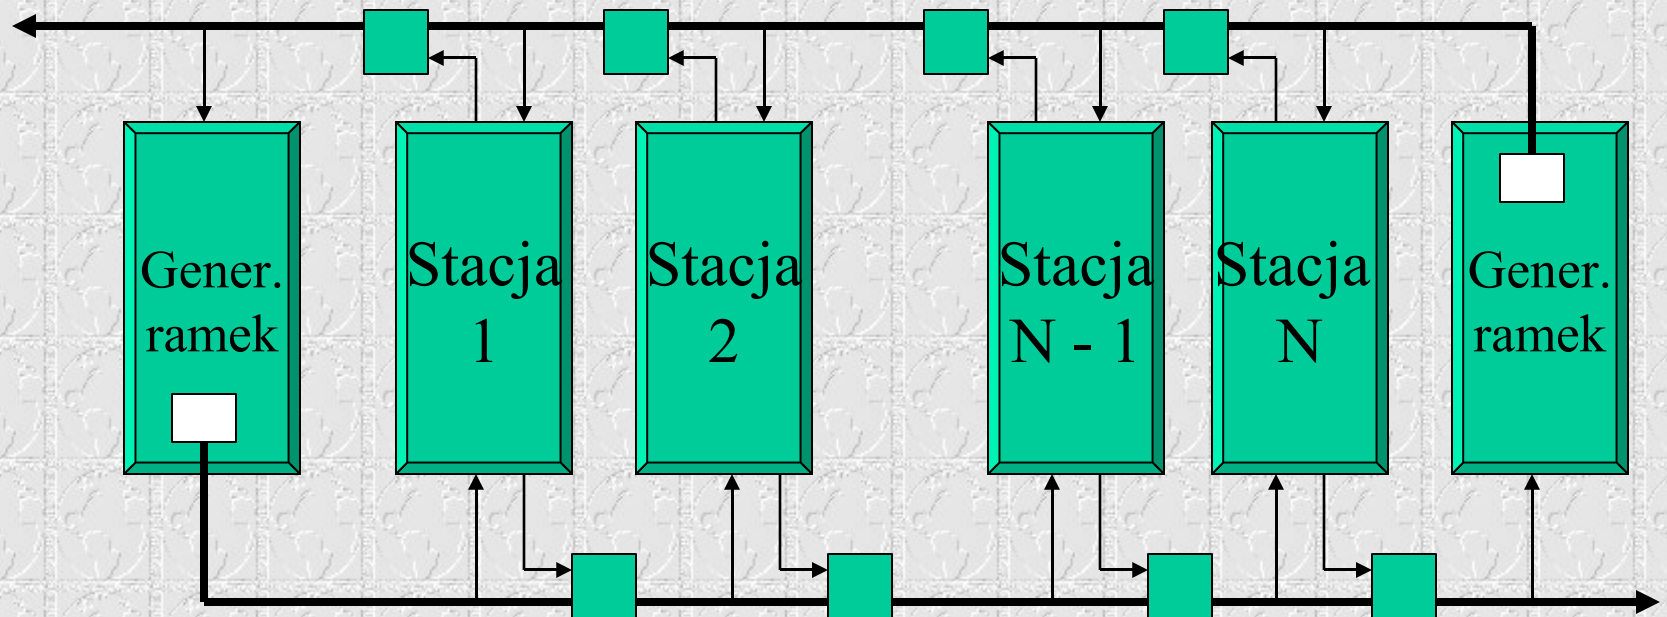 Gener.
ramek
Stacja
1
Stacja
2
Stacja
N - 1
Stacja
N
Gener.
ramek